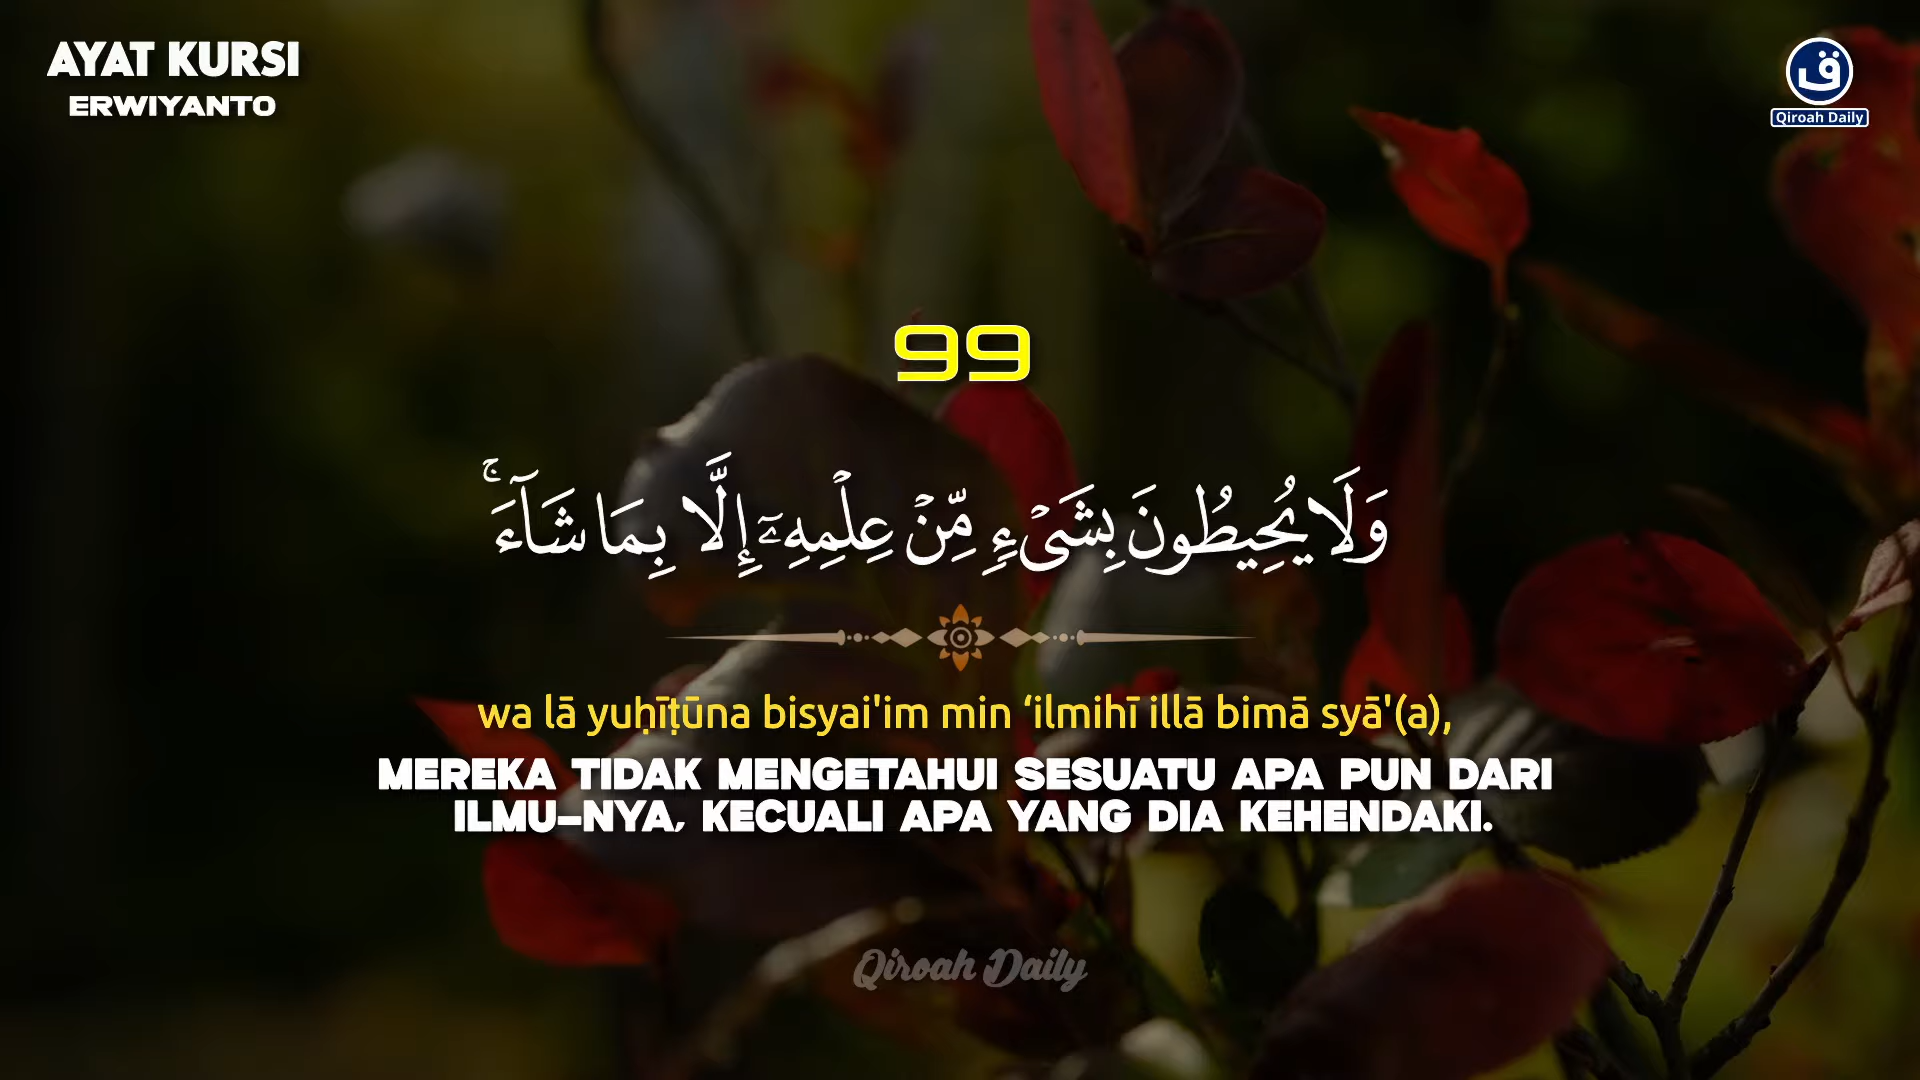 AYAT KURSI
ERWIYANTO
ق
Qiroah Daily
99
وَلَا يُحِيطُونَ بِشَىْءٍ مِّنْ عِلْمِهِۦٓ إِلَّا بِمَا شَآءَ ۚ
wa lā yuḥīṭūna bisyai'im min ‘ilmihī illā bimā syā'(a),
MEREKA TIDAK MENGETAHUI SESUATU APA PUN DARI
ILMU-NYA, KECUALI APA YANG DIA KEHENDAKI.
Qiroah Daily